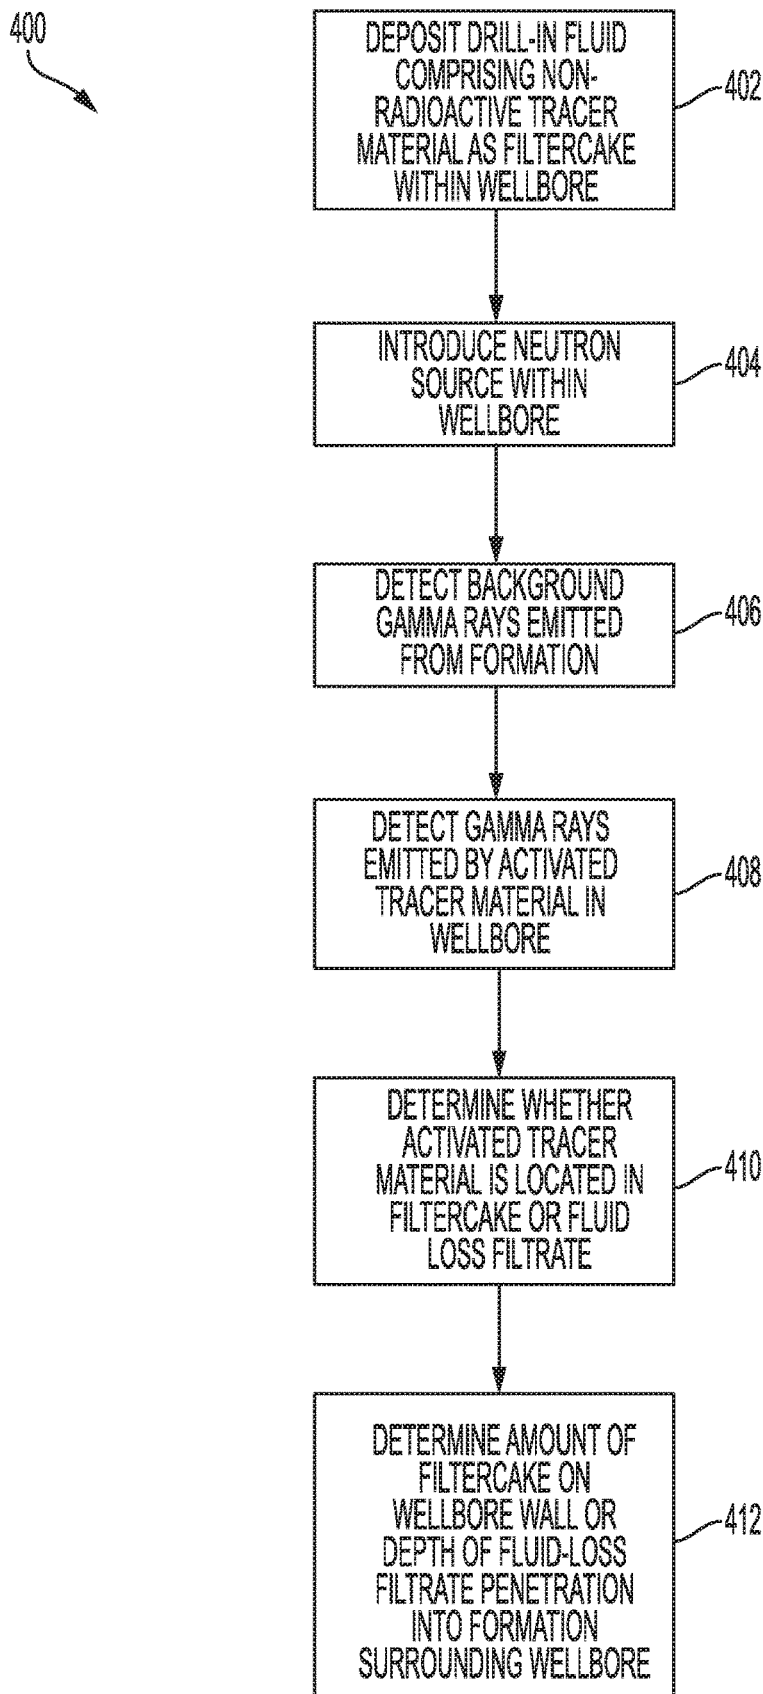 400
DEPOSIT DRILL-IN FLUID
COMPRISING NON-
RADIOACTIVE TRACER
MATERIAL AS FILTERCAKE
WITHIN WELLBORE
402
INTRODUCE NEUTRON
SOURCE WITHIN
WELLBORE
404
DETECT BACKGROUND
GAMMA RAYS EMITTED
FROM FORMATION
406
DETECT GAMMA RAYS
EMITTED BY ACTIVATED
TRACER MATERIAL IN
WELLBORE
408
DETERMINE WHETHER
ACTIVATED TRACER
MATERIAL IS LOCATED IN
FILTERCAKE OR FLUID
LOSS FILTRATE
410
DETERMINE AMOUNT OF
FILTERCAKE ON
WELLBORE WALL OR
DEPTH OF FLUID-LOSS
FILTRATE PENETRATION
INTO FORMATION
SURROUNDING WELLBORE
412